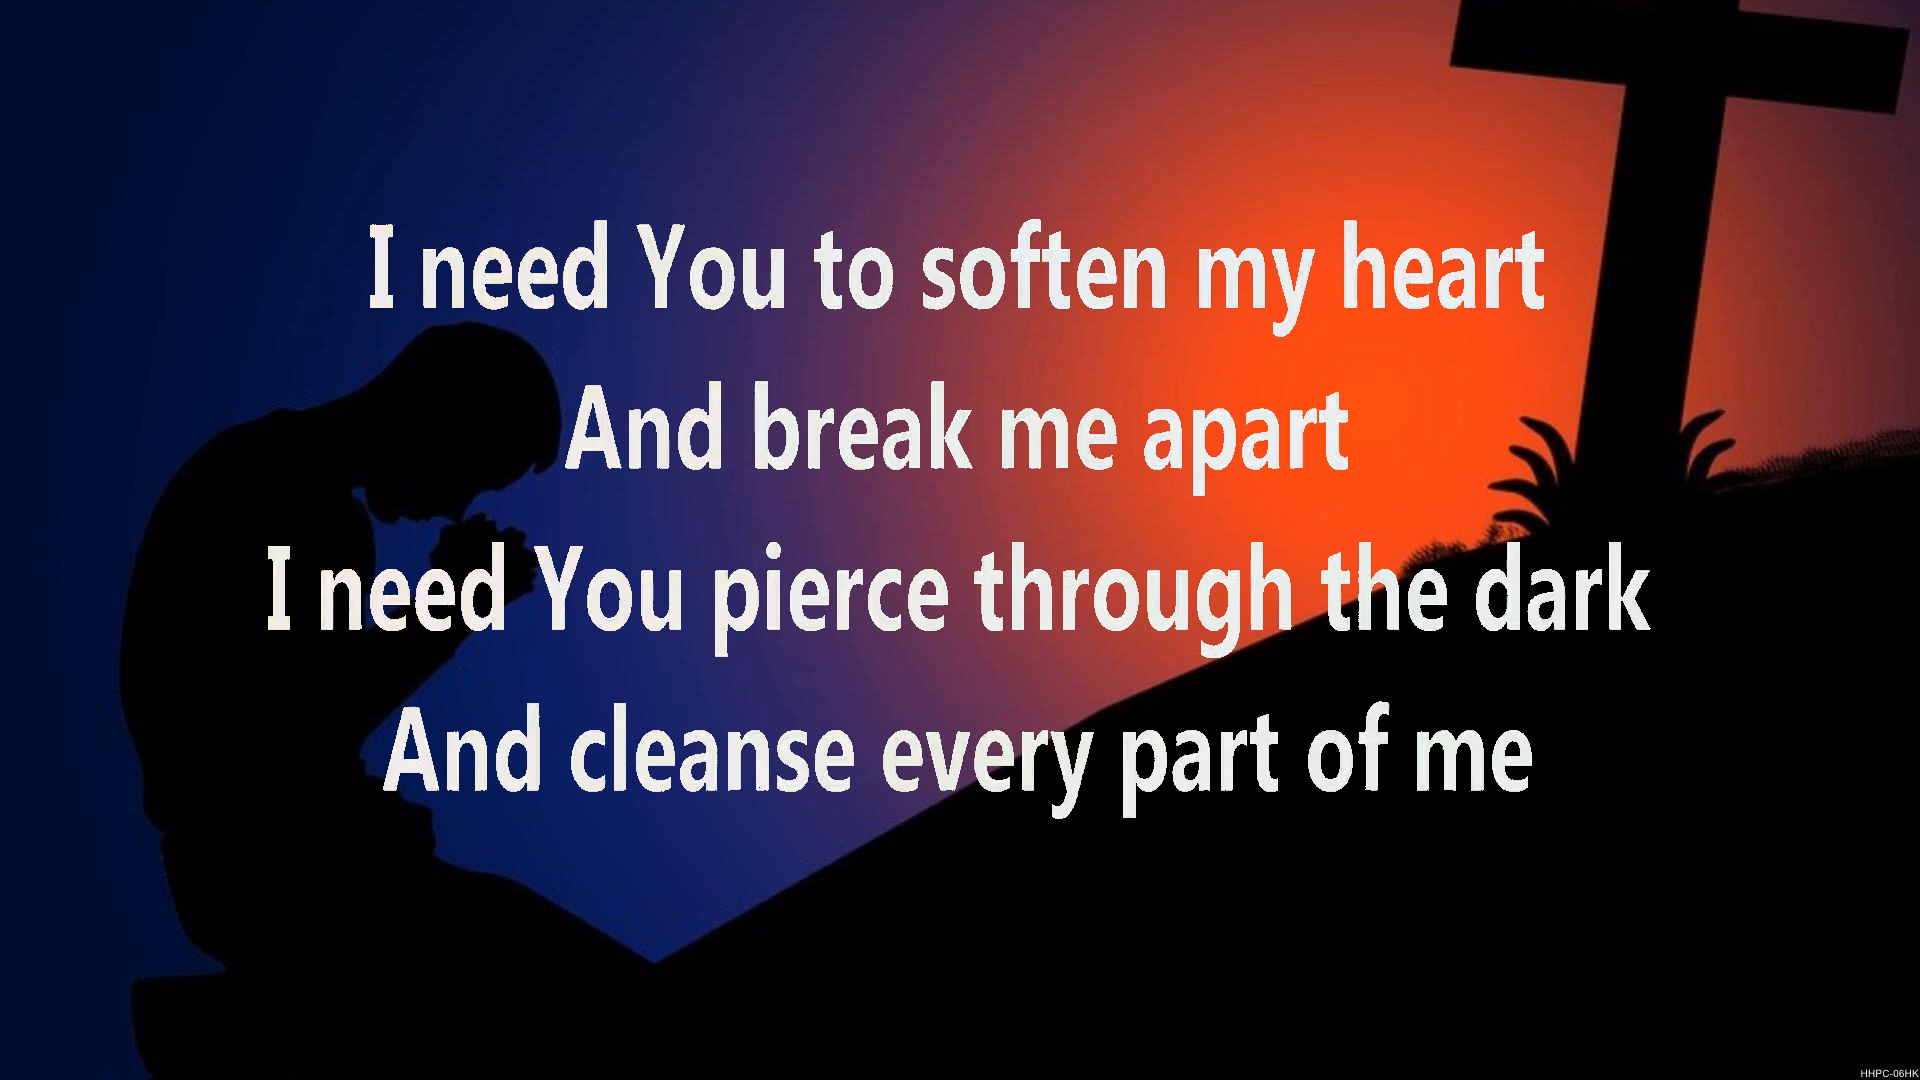 I need You to soften my heart
And break me apart
I need You pierce through the dark
And cleanse every part of me
HHPC-06HK